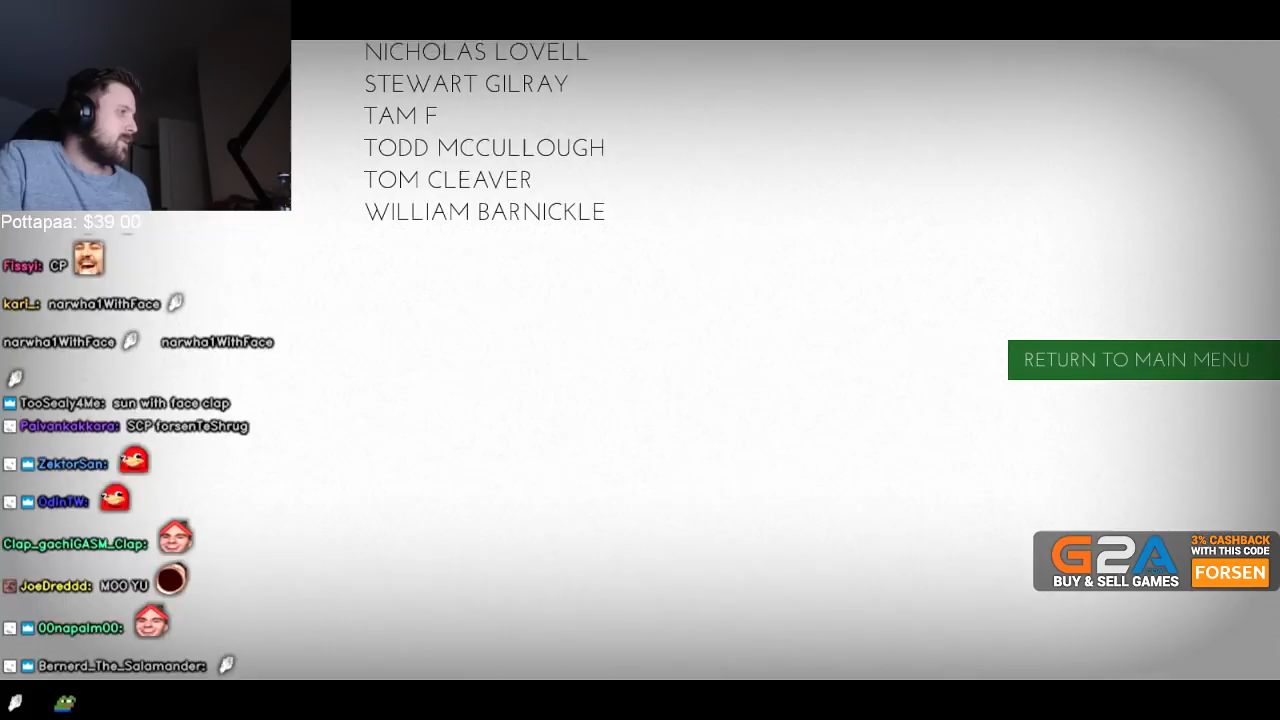 NICHOLAS LOVELL
STEWART GILRAY
TAM F
TODD MCCULLOUGH
TOM CLEAVER
WILLIAM BARNICKLE
Pottapaa: $39 00
Fissyl: CP
karl_: narwha1WithFace
narwha1WithFace narwha1WithFace
TooSealy4Me: sun with face clap
Paivankakkara: SCP forsenTeShrug
ZektorSan:
OdinTW:
Clap_gachiGASM_Clap:
JoeDreddd: MOO YU
00napalm00:
Bernerd_The_Salamander:
RETURN TO MAIN MENU
G2A
BUY & SELL GAMES
3% CASHBACK
WITH THIS CODE
FORSEN